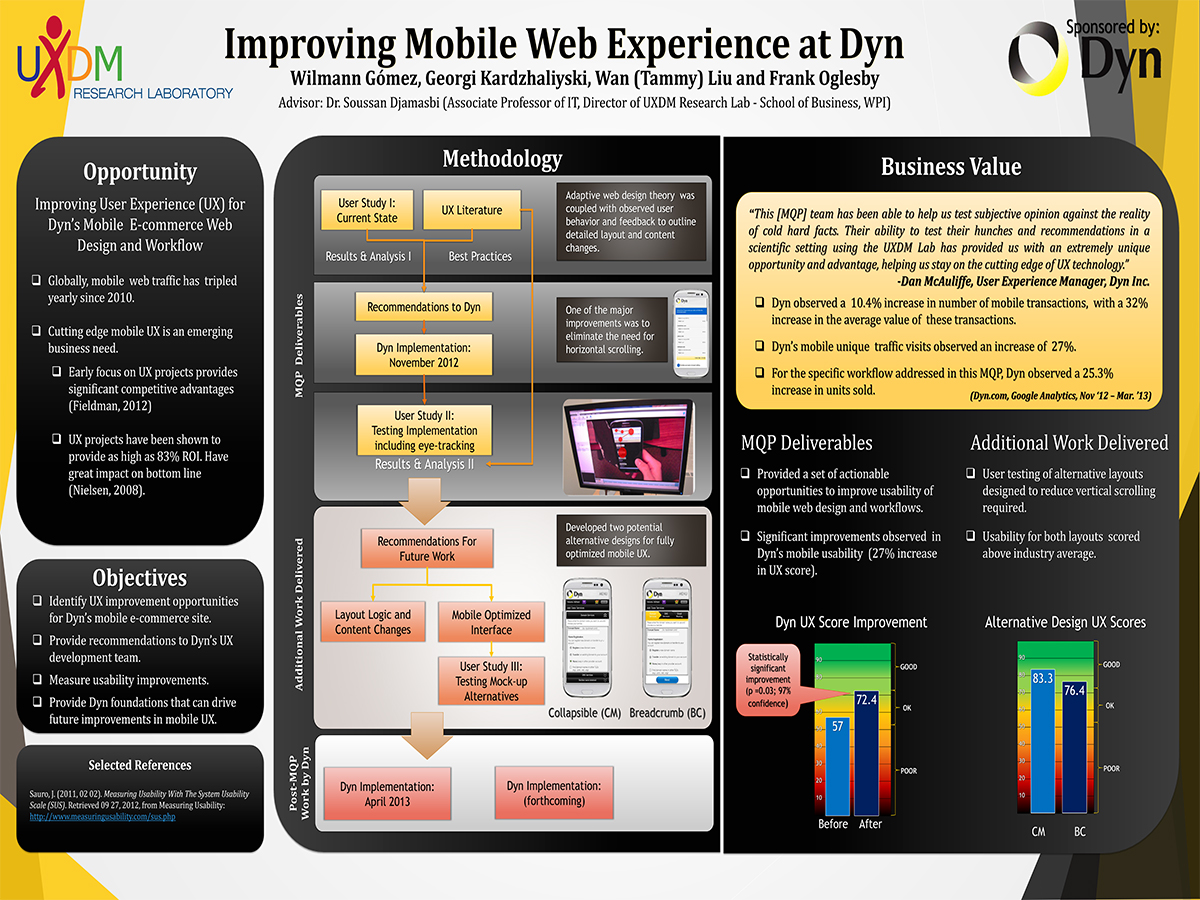 UXDM
RESEARCH LABORATORY
Improving Mobile Web Experience at Dyn
Wilmann Gómez, Georgi Kardzhaliyski, Wan (Tammy) Liu and Frank Oglesby
Advisor: Dr. Soussan Djamasbi (Associate Professor of IT, Director of UXDM Research Lab - School of Business, WPI)
Sponsored by:
Dyn
Opportunity
Improving User Experience (UX) for
Dyn's Mobile E-commerce Web
Design and Workflow
Globally, mobile web traffic has tripled
yearly since 2010.
Cutting edge mobile UX is an emerging
business need.
Early focus on UX projects provides
significant competitive advantages
(Fieldman, 2012)
UX projects have been shown to
provide as high as 83% ROI. Have
great impact on bottom line
(Nielsen, 2008).
Objectives
Identify UX improvement opportunities
for Dyn's mobile e-commerce site.
Provide recommendations to Dyn's UX
development team.
Measure usability improvements.
Provide Dyn foundations that can drive
future improvements in mobile UX.
Selected References
Sauro, J. (2011, 02 02). Measuring Usability With The System Usability
Scale (SUS). Retrieved 09 27, 2012, from Measuring Usability:
http://www.measuringusability.com/sus.php
Methodology
MQP Deliverables
User Study I:
Current State
UX Literature
Results & Analysis I
Best Practices
Adaptive web design theory was
coupled with observed user
behavior and feedback to outline
detailed layout and content
changes.
Recommendations to Dyn
Dyn Implementation:
November 2012
One of the major
improvements was to
eliminate the need for
horizontal scrolling.
User Study II:
Testing Implementation
including eye-tracking
Results & Analysis II
Additional Work Delivered
Recommendations For
Future Work
Layout Logic and
Content Changes
Mobile Optimized
Interface
User Study III:
Testing Mock-up
Alternatives
Developed two potential
alternative designs for fully
optimized mobile UX.
Collapsible (CM)
Breadcrumb (BC)
Post-MQP
Work by Dyn
Dyn Implementation:
April 2013
Dyn Implementation:
(forthcoming)
Business Value
"This [MQP] team has been able to help us test subjective opinion against the reality
of cold hard facts. Their ability to test their hunches and recommendations in a
scientific setting using the UXDM Lab has provided us with an extremely unique
opportunity and advantage, helping us stay on the cutting edge of UX technology."
-Dan McAuliffe, User Experience Manager, Dyn Inc.
Dyn observed a 10.4% increase in number of mobile transactions, with a 32%
increase in the average value of these transactions.
Dyn's mobile unique traffic visits observed an increase of 27%.
For the specific workflow addressed in this MQP, Dyn observed a 25.3%
increase in units sold.
(Dyn.com, Google Analytics, Nov '12 – Mar. '13)
MQP Deliverables
Provided a set of actionable
opportunities to improve usability of
mobile web design and workflows.
Significant improvements observed in
Dyn's mobile usability (27% increase
in UX score).
Additional Work Delivered
User testing of alternative layouts
designed to reduce vertical scrolling
required.
Usability for both layouts scored
above industry average.
Dyn UX Score Improvement
Statistically
significant
improvement
(p =0.03; 97%
confidence)
90
57
72.4
GOOD
OK
POOR
30
20
10
Before
After
Alternative Design UX Scores
90
83.3
76.4
GOOD
OK
POOR
30
20
10
CM
BC